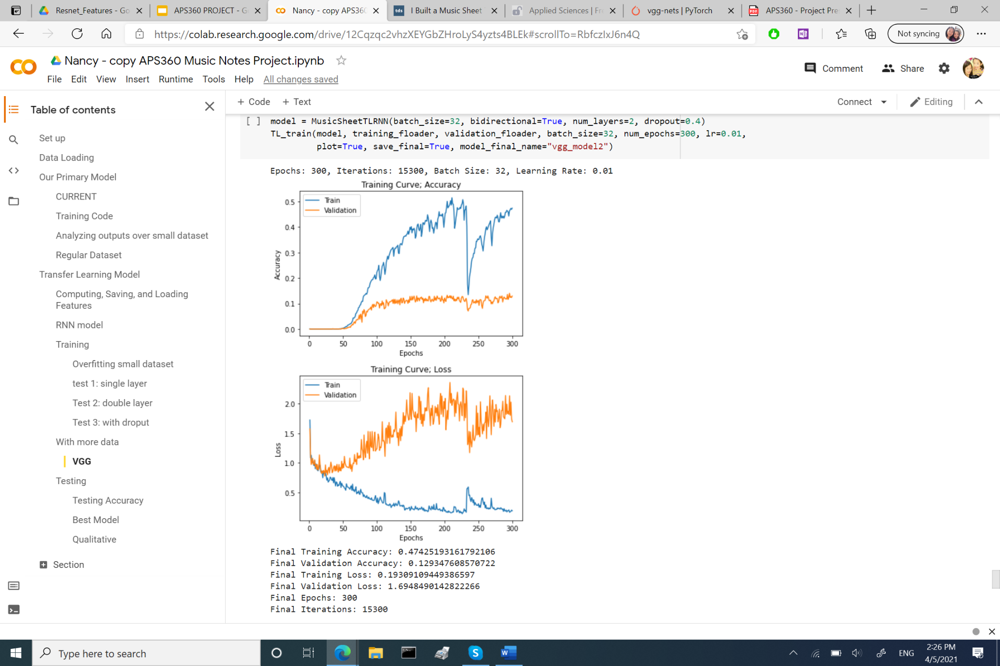 Resnet_Features - Go
APS360 PROJECT - G
Nancy - copy APS360
tds
I Built a Music Sheet
Applied Sciences | Fr
vgg-nets | PyTorch
PDF
APS360 - Project Pre
https://colab.research.google.com/drive/12Cqzqc2vhzXEYGbZHroLyS4yzts4BLEk#scrollTo=RbfczIxJ6n4Q
Not syncing
Nancy - copy APS360 Music Notes Project.ipynb
File Edit View Insert Runtime Tools Help All changes saved
Comment
Share
Table of contents
+ Code + Text
Connect
Editing
Set up
Data Loading
Our Primary Model
CURRENT
Training Code
Analyzing outputs over small dataset
Regular Dataset
Transfer Learning Model
Computing, Saving, and Loading
Features
RNN model
Training
Overfitting small dataset
test 1: single layer
Test 2: double layer
Test 3: with droput
With more data
VGG
Testing
Testing Accuracy
Best Model
Qualitative
Section
[ ] model = MusicSheetTLRNN(batch_size=32, bidirectional=True, num_layers=2, dropout=0.4)
TL_train(model, training_floader, validation_floader, batch_size=32, num_epochs=300, lr=0.01,
plot=True, save_final=True, model_final_name="vgg_model2")
Epochs: 300, Iterations: 15300, Batch Size: 32, Learning Rate: 0.01
Training Curve; Accuracy
Train
Validation
Accuracy
0.5
0.4
0.3
0.2
0.1
0.0
0 50 100 150 200 250 300
Epochs
Training Curve; Loss
Train
Validation
Loss
2.0
1.5
1.0
0.5
0 50 100 150 200 250 300
Epochs
Final Training Accuracy: 0.47425193161792106
Final Validation Accuracy: 0.129347608570722
Final Training Loss: 0.19309109449386597
Final Validation Loss: 1.6948490142822266
Final Epochs: 300
Final Iterations: 15300
Type here to search
ENG
2:26 PM
4/5/2021